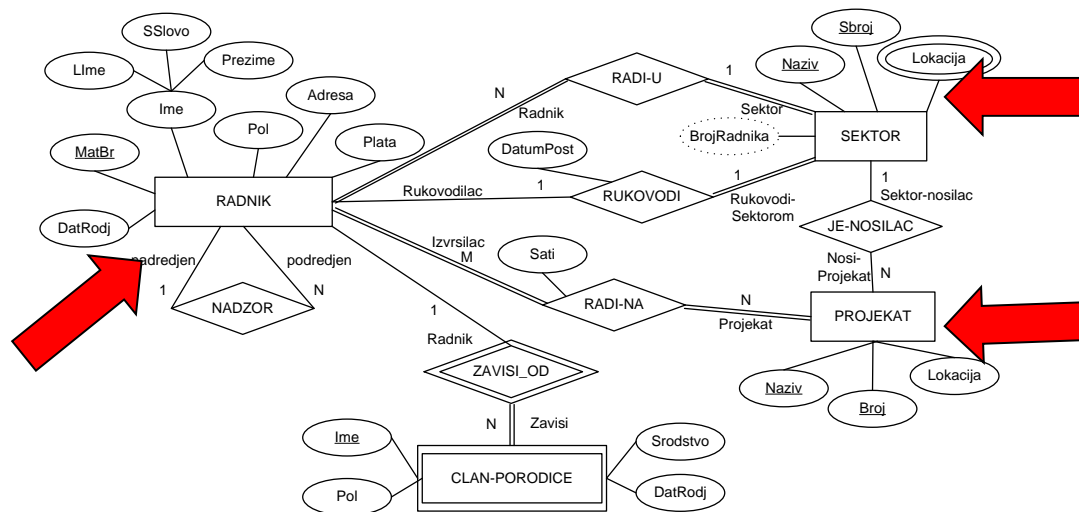 SSlovo
Sbroj
LIme
Prezime
Naziv
Lokacija
RADI-U
N
1
Ime
Adresa
Radnik
Sektor
Pol
BrojRadnika
SEKTOR
MatBr
Plata
DatumPost
RADNIK
Rukovodilac
1
RUKOVODI
1
Rukovodi-
Sektorom
1
Sektor-nosilac
DatRodj
JE-NOSILAC
nadredjen
podredjen
Izvrsilac
M
Sati
Nosi-
Projekat
N
1
N
NADZOR
RADI-NA
N
Projekat
PROJEKAT
1
Radnik
ZAVISI_OD
Naziv
Lokacija
Broj
N
Zavisi
Ime
Srodstvo
CLAN-PORODICE
Pol
DatRodj